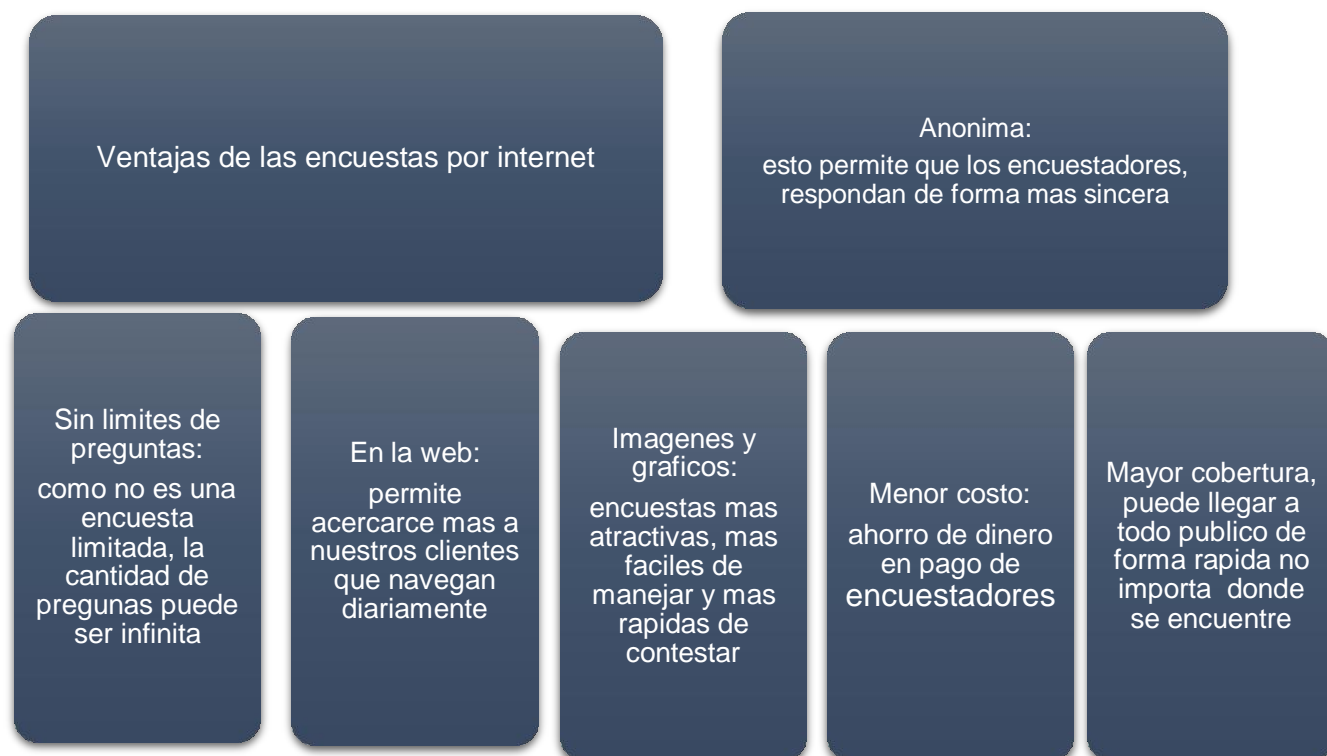 Ventajas de las encuestas por internet
Anonima:
esto permite que los encuestadores,
respondan de forma mas sincera
Sin limites de
preguntas:
como no es una
encuesta
limitada, la
cantidad de
pregunas puede
ser infinita
En la web:
permite
acercarce mas a
nuestros clientes
que navegan
diariamente
Imagenes y
graficos:
encuestas mas
atractivas, mas
faciles de
manejar y mas
rapidas de
contestar
Menor costo:
ahorro de dinero
en pago de
encuestadores
Mayor cobertura,
puede llegar a
todo publico de
forma rapida no
importa donde
se encuentre